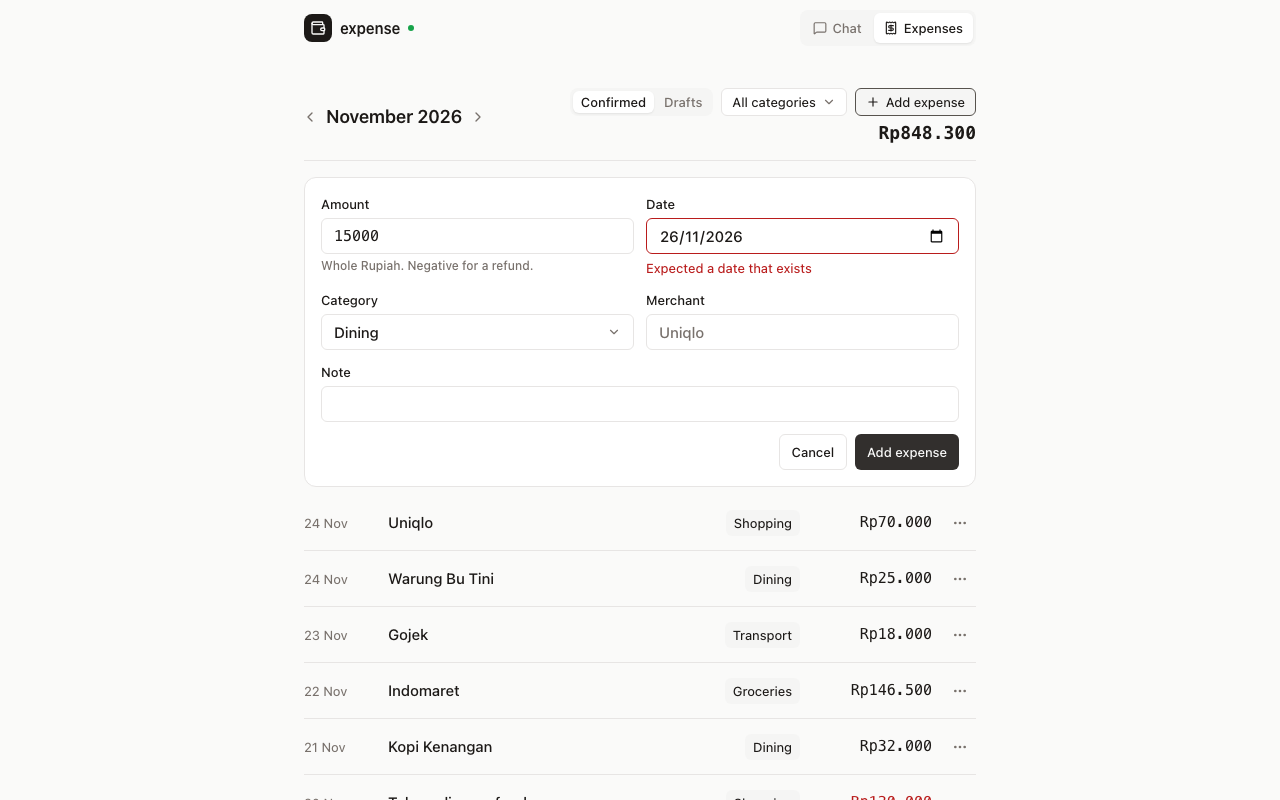 expense
Chat
Expenses
November 2026
Confirmed
Drafts
All categories
Add expense
Rp848.300
Amount
Date
15000
26/11/2026
Whole Rupiah. Negative for a refund.
Expected a date that exists
Category
Merchant
Dining
Uniqlo
Note
Cancel
Add expense
24 Nov Uniqlo Shopping Rp70.000
24 Nov Warung Bu Tini Dining Rp25.000
23 Nov Gojek Transport Rp18.000
22 Nov Indomaret Groceries Rp146.500
21 Nov Kopi Kenangan Dining Rp32.000